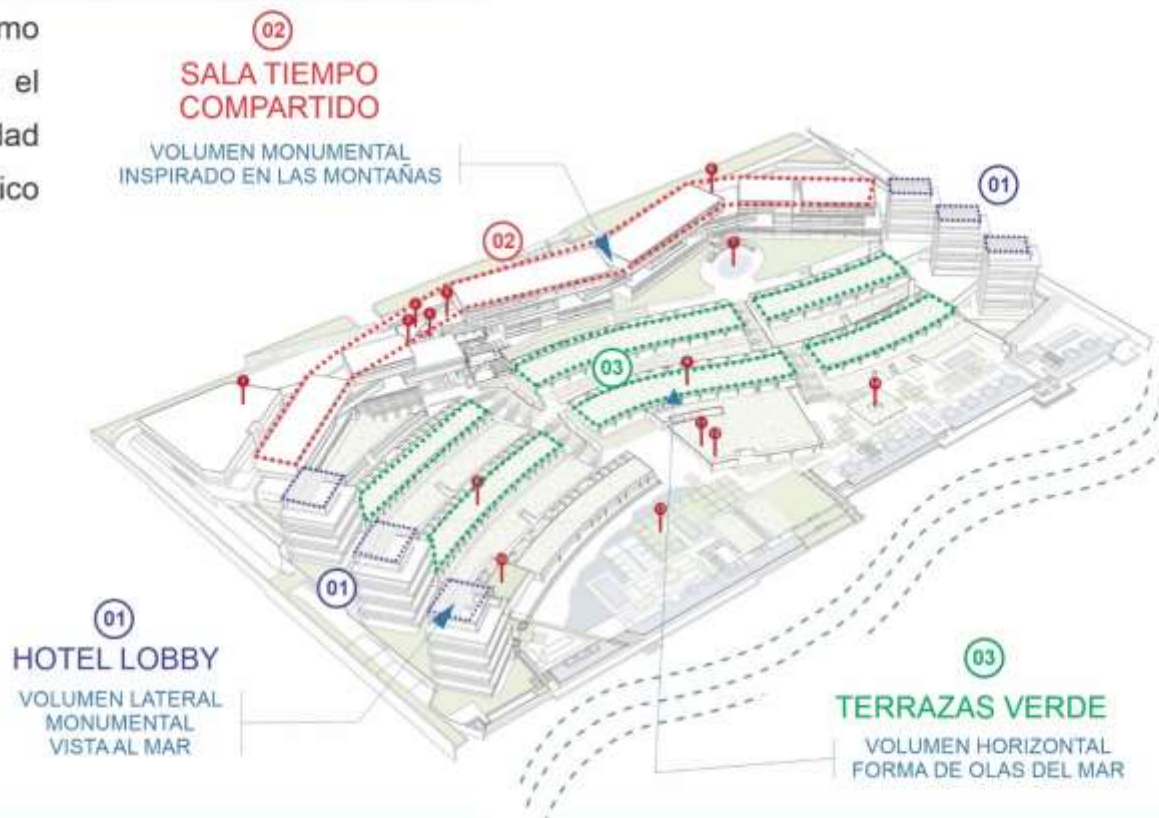 mo
el
lad
ico
02
SALA TIEMPO
COMPARTIDO
VOLUMEN MONUMENTAL
INSPIRADO EN LAS MONTAÑAS
01
02
03
01
01
HOTEL LOBBY
VOLUMEN LATERAL
MONUMENTAL
VISTA AL MAR
03
TERRAZAS VERDE
VOLUMEN HORIZONTAL
FORMA DE OLAS DEL MAR